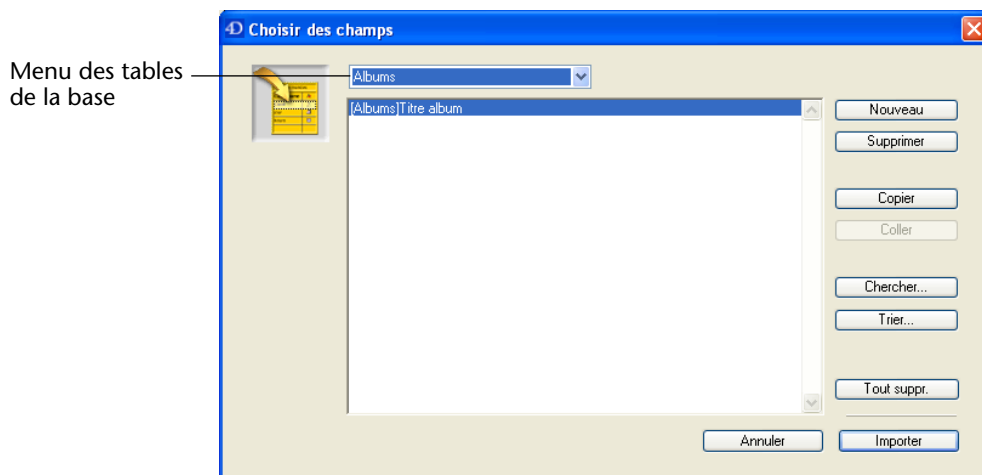 4D Choisir des champs
Menu des tables
de la base
Albums
[Albums]Titre album
Nouveau
Supprimer
Copier
Coller
Chercher...
Trier...
Tout suppr.
Annuler
Importer